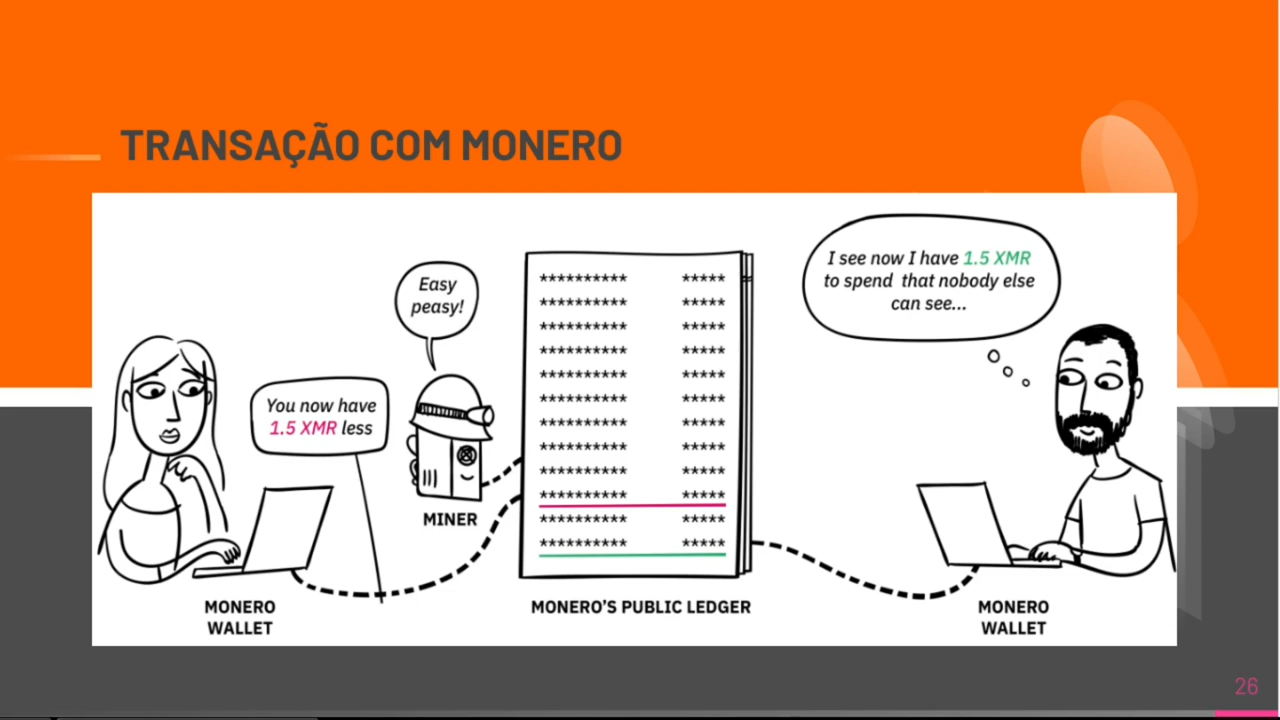 TRANSAÇÃO COM MONERO
I see now I have 1.5 XMR
to spend that nobody else
can see...
Easy
peasy!
You now have
1.5 XMR less
********** *****
********** *****
********** *****
********** *****
********** *****
********** *****
********** *****
********** *****
********** *****
********** *****
********** *****
********** *****
MINER
MONERO
WALLET
MONERO'S PUBLIC LEDGER
MONERO
WALLET
26